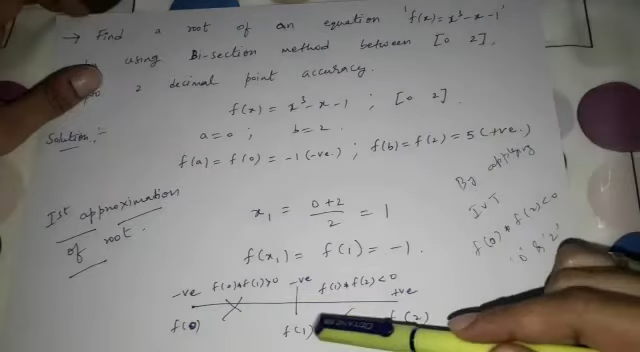 → Find a root of an equation 'f(x) = x³ - x - 1'
using Bi-section method between [0 2],
2 decimal point accuracy.
f(x) = x³ - x - 1 ; [0 2].
Solution:-
a = 0 ; b = 2.
f(a) = f(0) = -1 (-ve) ; f(b) = f(2) = 5 (+ve.)
By applying
IVT
f(0) * f(2) < 0
'0' & '2'
Ist approximation
of root.
x₁ = (0+2)/2 = 1
f(x₁) = f(1) = -1.
-ve f(0)*f(1)>0 -ve f(1)*f(2)<0 +ve
f(0) f(1) f(2)
OCTANE